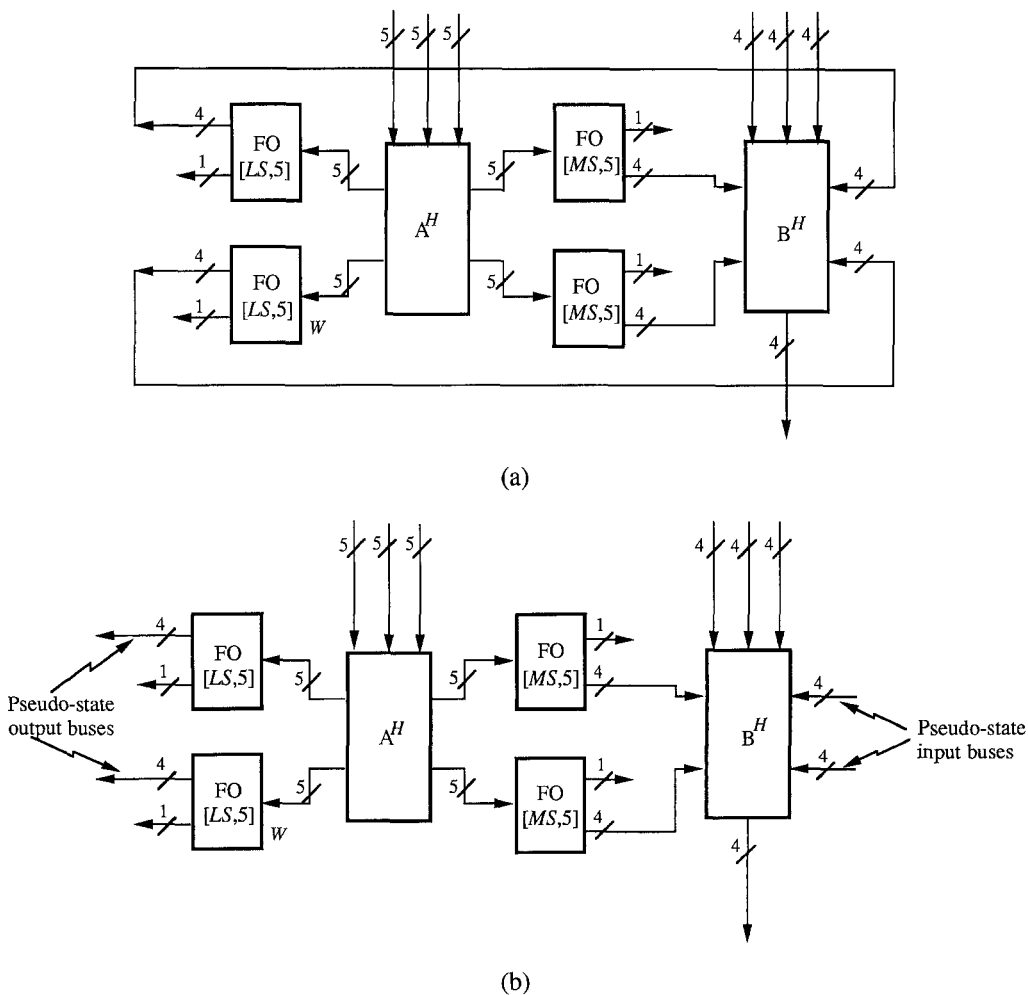 5 5 5
4 4 4
4
FO
[LS,5]
1
5
A^H
5
FO
[MS,5]
1
4
B^H
4
4
FO
[LS,5]
1
W
5
5
FO
[MS,5]
1
4
4
4
(a)
5 5 5
4 4 4
4
FO
[LS,5]
1
5
A^H
5
FO
[MS,5]
1
4
B^H
4
Pseudo-state
output buses
Pseudo-state
input buses
4
FO
[LS,5]
1
W
5
5
FO
[MS,5]
1
4
4
4
(b)